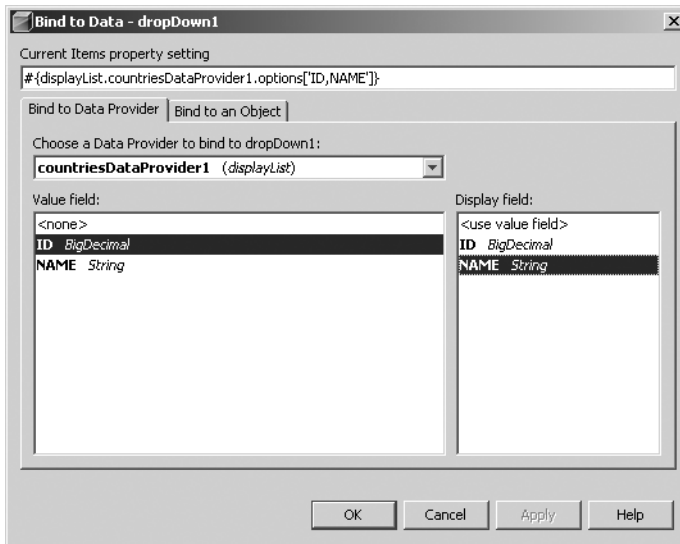 Bind to Data - dropDown1
Current Items property setting
#{displayList.countriesDataProvider1.options['ID,NAME']}
Bind to Data Provider Bind to an Object
Choose a Data Provider to bind to dropDown1:
countriesDataProvider1 (displayList)
Value field: Display field:
<none> <use value field>
ID BigDecimal ID BigDecimal
NAME String NAME String
OK Cancel Apply Help